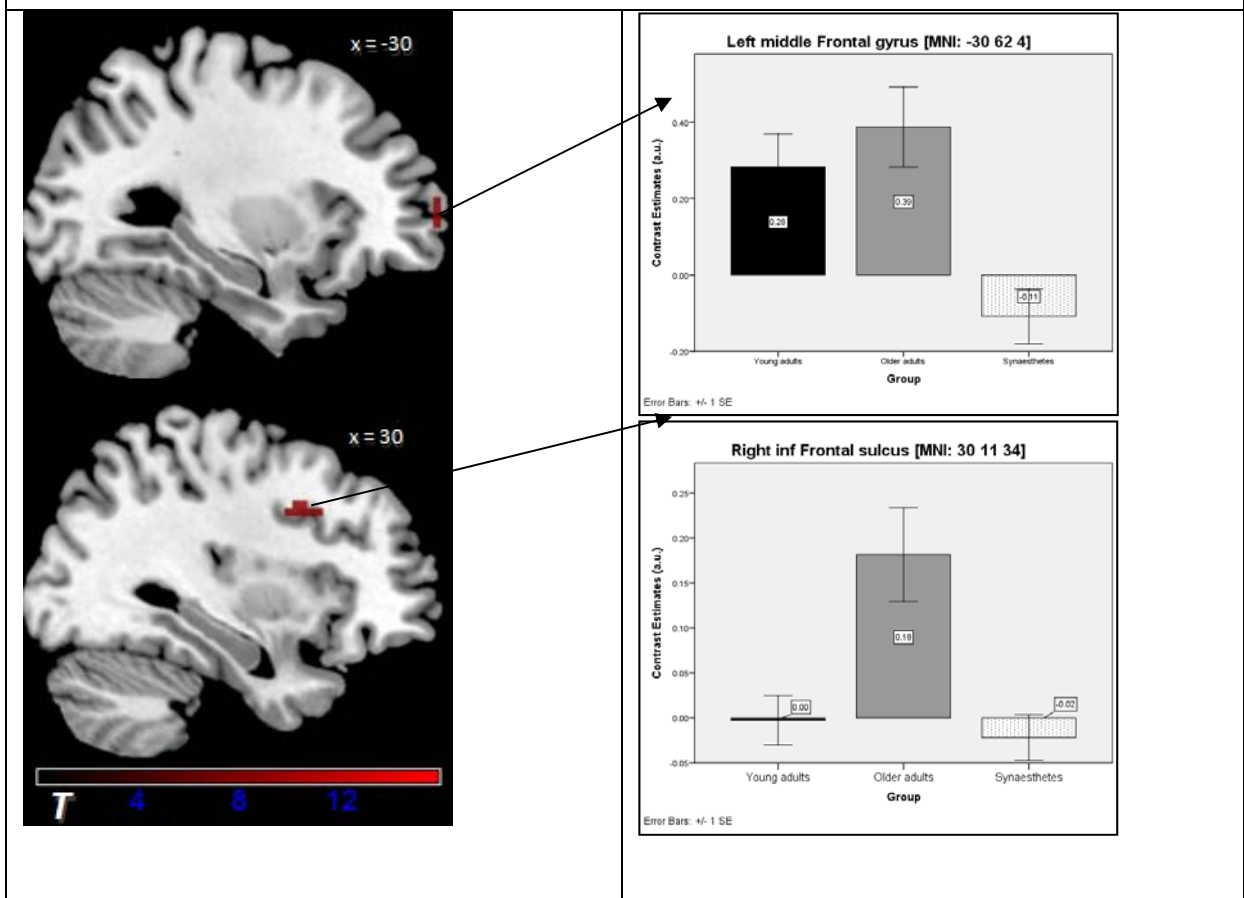 x = -30
x = 30
T 4 8 12
Left middle Frontal gyrus [MNI: -30 62 4]
Contrast Estimates (a.u.)
0.40
0.20
0.00
-0.20
0.28
0.39
-0.11
Young adults Older adults Synaesthetes
Group
Error Bars: +/- 1 SE
Right inf Frontal sulcus [MNI: 30 11 34]
Contrast Estimates (a.u.)
0.25
0.20
0.15
0.10
0.05
0.00
-0.05
0.00
0.18
-0.02
Young adults Older adults Synaesthetes
Group
Error Bars: +/- 1 SE